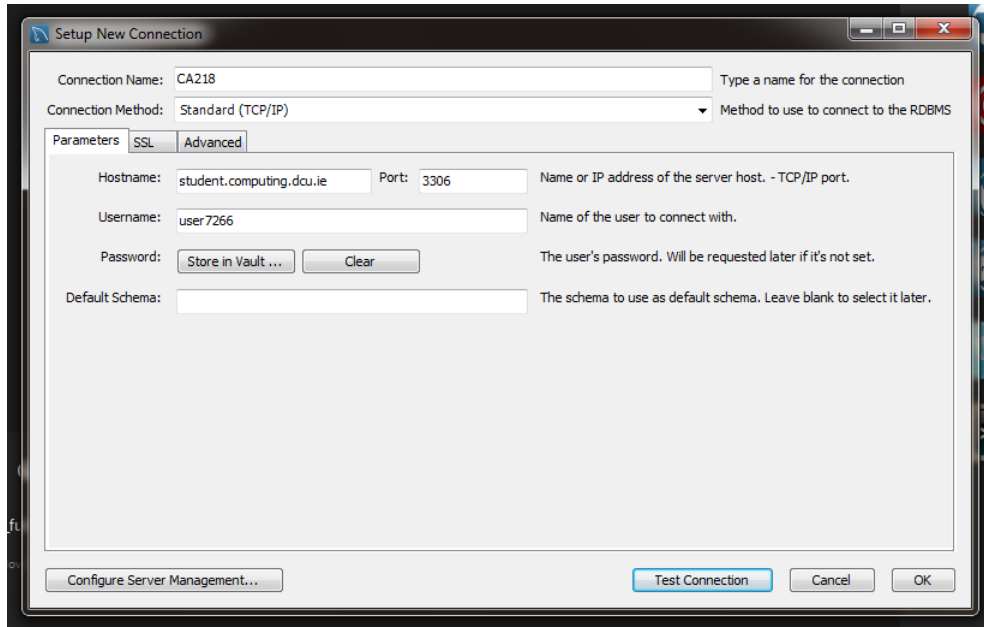 Setup New Connection
Connection Name: CA218 Type a name for the connection
Connection Method: Standard (TCP/IP) Method to use to connect to the RDBMS
Parameters SSL Advanced
Hostname: student.computing.dcu.ie Port: 3306 Name or IP address of the server host. - TCP/IP port.
Username: user7266 Name of the user to connect with.
Password: Store in Vault ... Clear The user's password. Will be requested later if it's not set.
Default Schema: The schema to use as default schema. Leave blank to select it later.
Configure Server Management... Test Connection Cancel OK